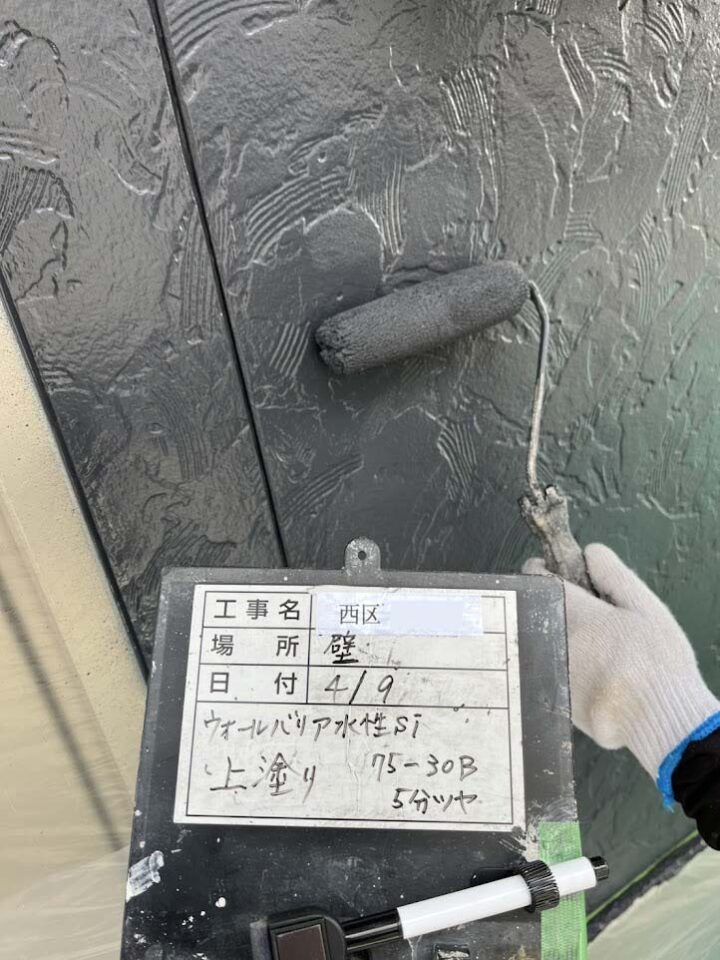 工事名 西区
場所 壁
日付 4/9
ウォールバリア水性Si
上塗り 75-30B
5分ツヤ